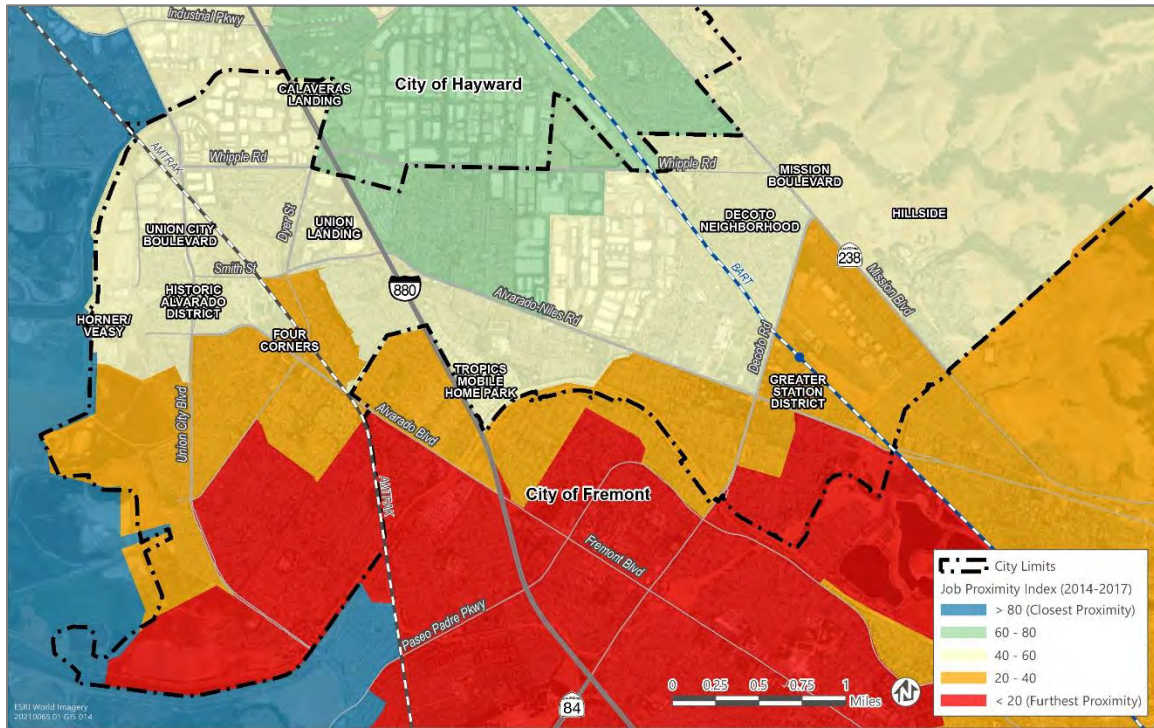 Industrial Pkwy
City of Hayward
CALAVERAS
LANDING
AMTRAK
Whipple Rd
Whipple Rd
MISSION
BOULEVARD
UNION CITY
BOULEVARD
Dyer St
UNION
LANDING
DECOTO
NEIGHBORHOOD
HILLSIDE
CALIFORNIA
238
Mission Blvd
BART
Smith St
HISTORIC
ALVARADO
DISTRICT
880
Alvarado-Niles Rd
HORNER/
VEASY
FOUR
CORNERS
TROPICS
MOBILE
HOME PARK
Decoto Rd
GREATER
STATION
DISTRICT
Union City Blvd
Alvarado Blvd
AMTRAK
City of Fremont
Fremont Blvd
Paseo Padre Pkwy
CALIFORNIA
84
City Limits
Job Proximity Index (2014-2017)
> 80 (Closest Proximity)
60 - 80
40 - 60
20 - 40
< 20 (Furthest Proximity)
0 0.25 0.5 0.75 1
Miles
N
ESRI World Imagery
20210065.01 GIS 014